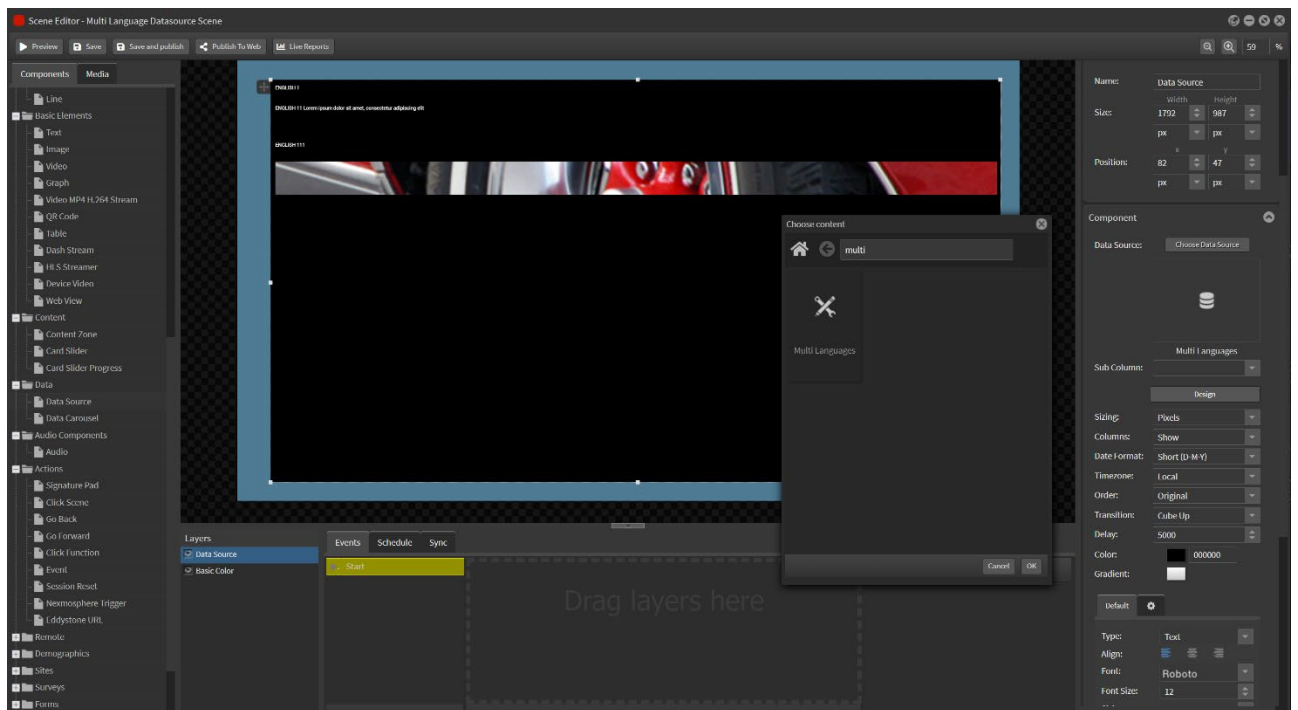 Scene Editor - Multi Language Datasource Scene
Preview Save Save and publish Publish To Web Live Reports 59 %
Components Media
Line
Basic Elements
Text
Image
Video
Graph
Video MP4 H.264 Stream
QR Code
Table
Dash Stream
HLS Streamer
Device Video
Web View
Content
Content Zone
Card Slider
Card Slider Progress
Data
Data Source
Data Carousel
Audio Components
Audio
Actions
Signature Pad
Click Scene
Go Back
Go Forward
Click Function
Event
Session Reset
Nexmosphere Trigger
Eddystone URL
Remote
Demographics
Sites
Surveys
Forms
ENGLISH 1
ENGLISH 11 Lorem ipsum dolor sit amet, consectetur adipiscing elit
ENGLISH 111
Choose content
multi
Multi Languages
Cancel OK
Layers
Data Source
Basic Color
Events Schedule Sync
Start
Drag layers here
Name: Data Source
Width Height
Size: 1792 987
px px
x y
Position: 82 47
px px
Component
Data Source: Choose Data Source
Multi Languages
Sub Column:
Design
Sizing: Pixels
Columns: Show
Date Format: Short (D-M-Y)
Timezone: Local
Order: Original
Transition: Cube Up
Delay: 5000
Color: 000000
Gradient:
Default
Type: Text
Align:
Font: Roboto
Font Size: 12